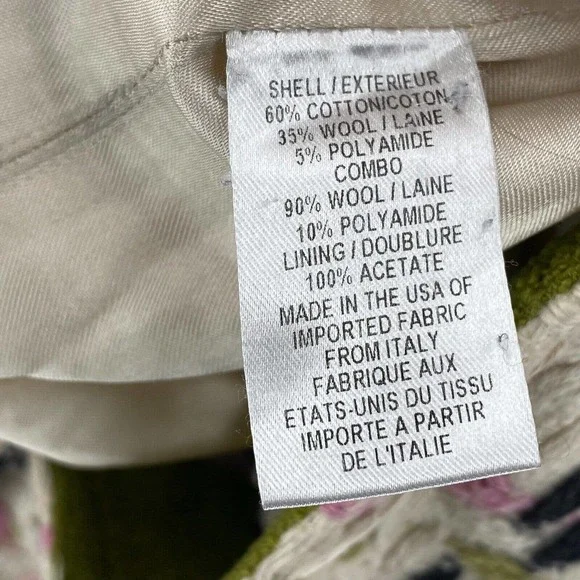 SHELL / EXTERIEUR
60% COTTON/COTON
35% WOOL / LAINE
5% POLYAMIDE
COMBO
90% WOOL / LAINE
10% POLYAMIDE
LINING / DOUBLURE
100% ACETATE
MADE IN THE USA OF
IMPORTED FABRIC
FROM ITALY
FABRIQUE AUX
ETATS-UNIS DU TISSU
IMPORTE A PARTIR
DE L'ITALIE